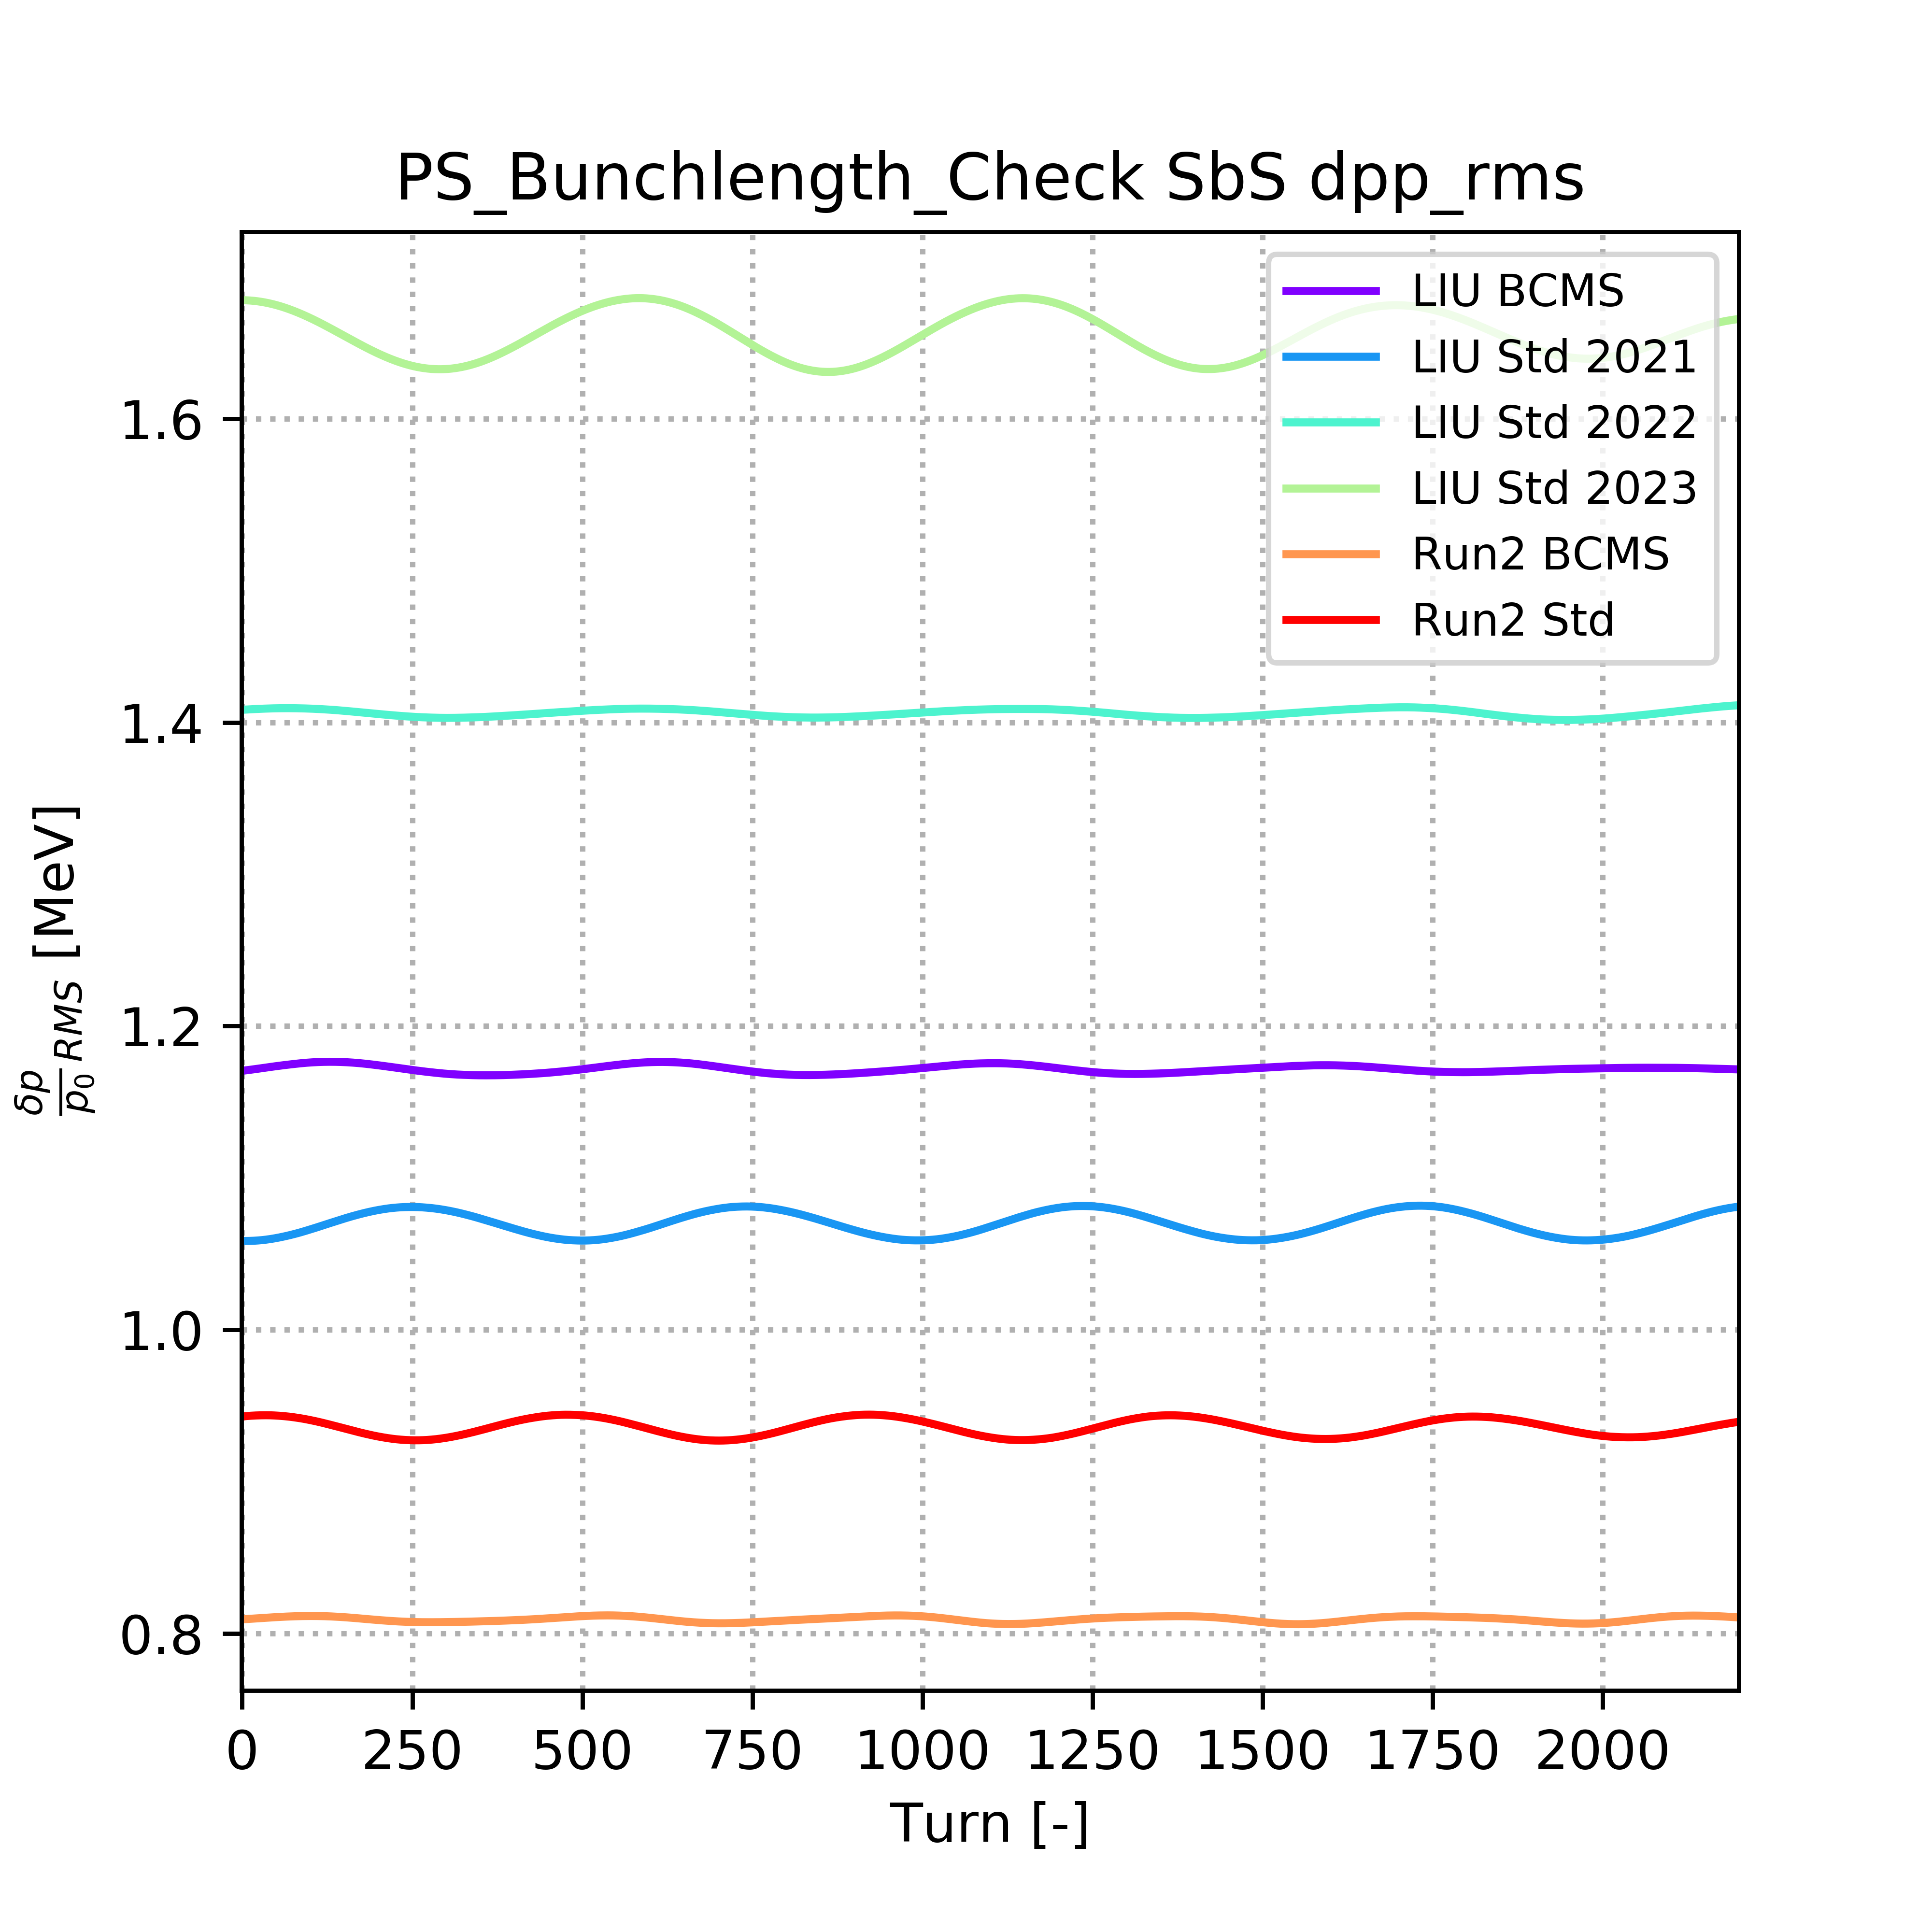 PS_Bunchlength_Check SbS dpp_rms
LIU BCMS
LIU Std 2021
LIU Std 2022
LIU Std 2023
Run2 BCMS
Run2 Std
1.6
1.4
1.2
1.0
0.8
δp/p₀ RMS [MeV]
0 250 500 750 1000 1250 1500 1750 2000
Turn [-]